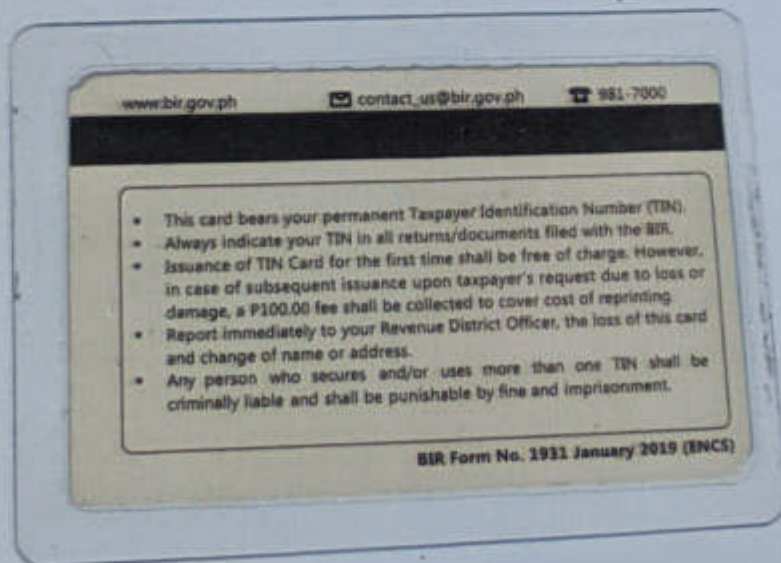 www.bir.gov.ph contact_us@bir.gov.ph 981-7000
• This card bears your permanent Taxpayer Identification Number (TIN).
• Always indicate your TIN in all returns/documents filed with the BIR.
• Issuance of TIN Card for the first time shall be free of charge. However,
in case of subsequent issuance upon taxpayer's request due to loss or
damage, a P100.00 fee shall be collected to cover cost of reprinting.
• Report immediately to your Revenue District Officer, the loss of this card
and change of name or address.
• Any person who secures and/or uses more than one TIN shall be
criminally liable and shall be punishable by fine and imprisonment.
BIR Form No. 1931 January 2019 (ENCS)